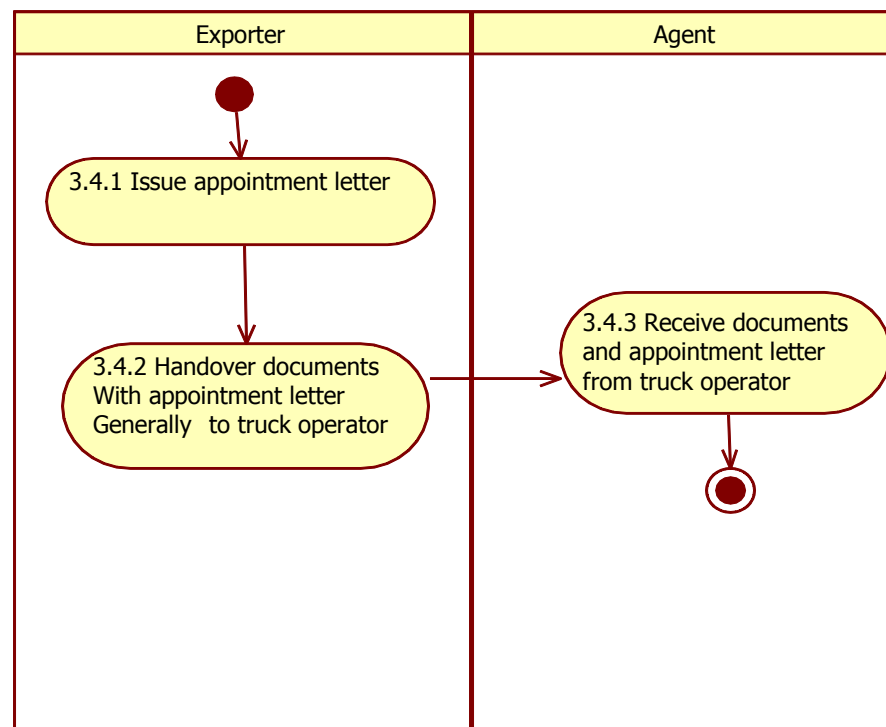 Exporter
Agent
3.4.1 Issue appointment letter
3.4.2 Handover documents
With appointment letter
Generally  to truck operator
3.4.3 Receive documents
and appointment letter
from truck operator